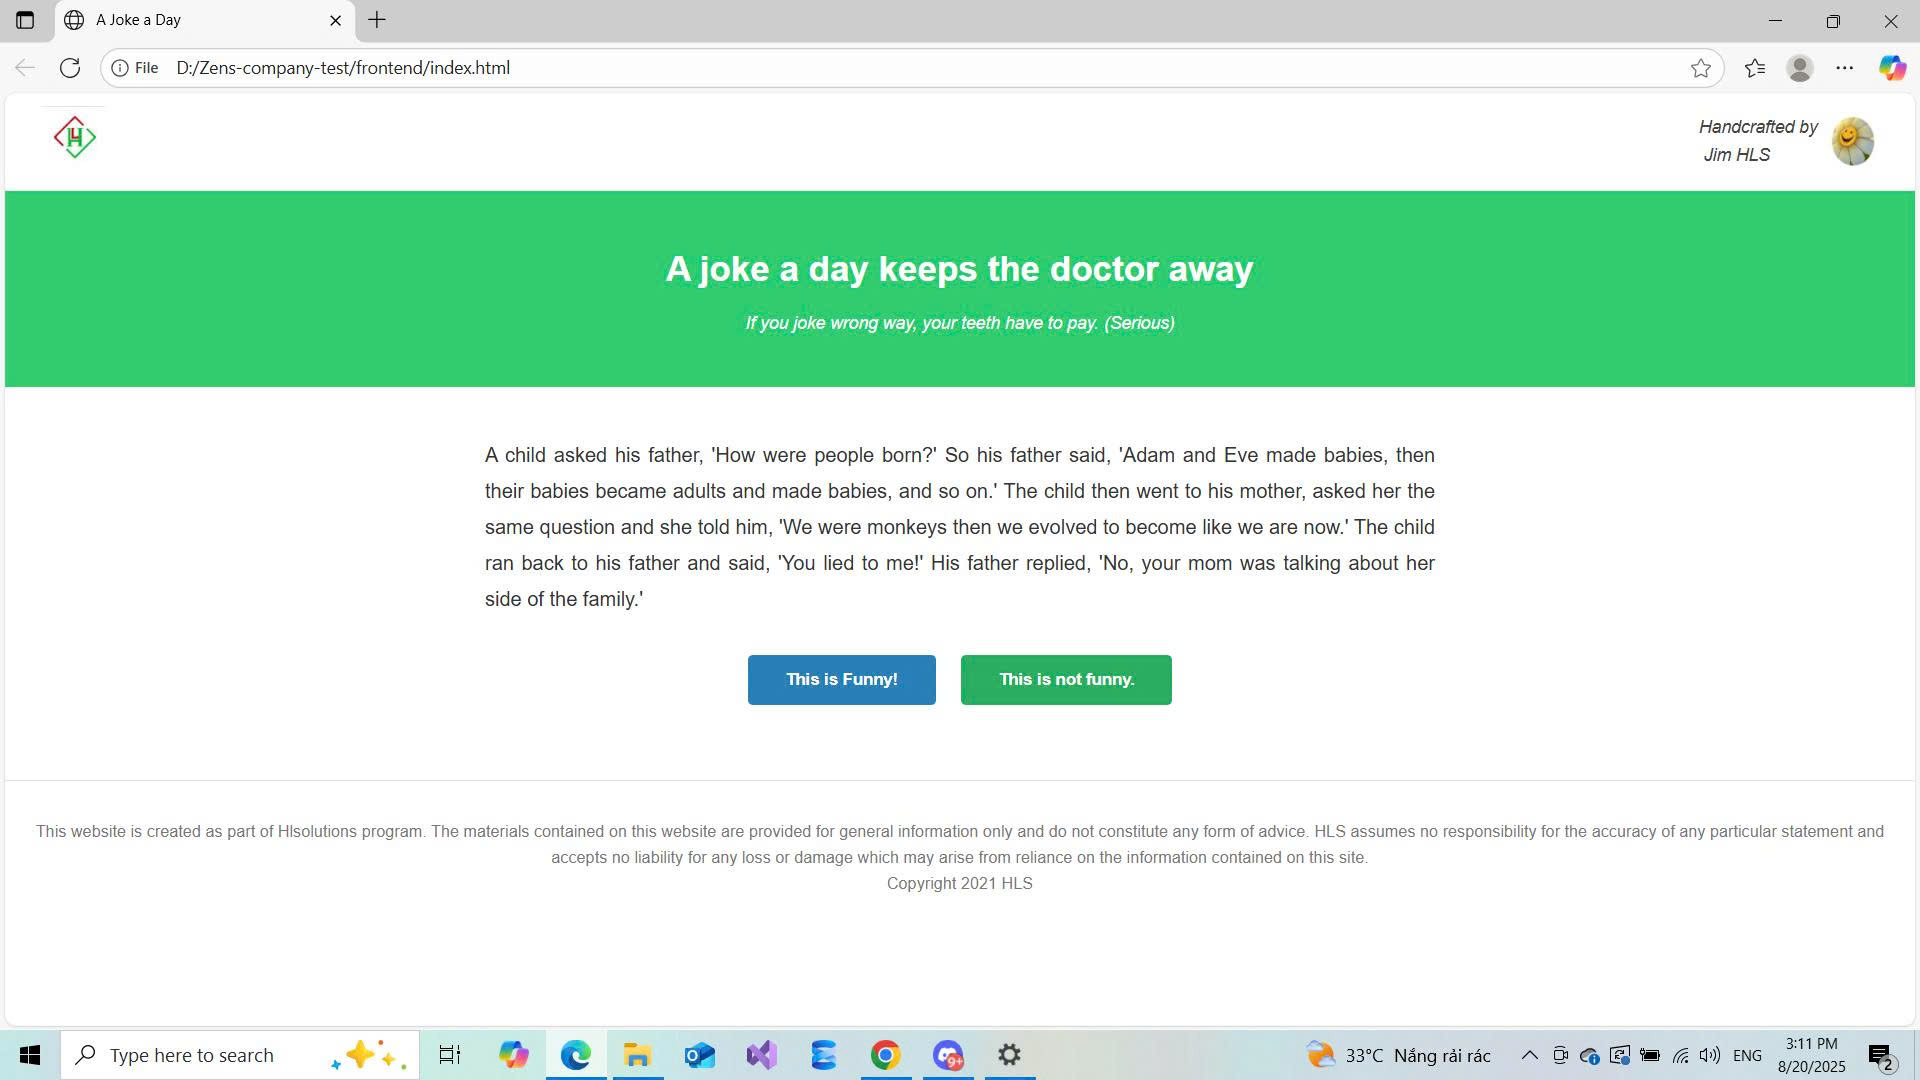 A Joke a Day
File D:/Zens-company-test/frontend/index.html
H
Handcrafted by
Jim HLS
A joke a day keeps the doctor away
If you joke wrong way, your teeth have to pay. (Serious)
A child asked his father, 'How were people born?' So his father said, 'Adam and Eve made babies, then
their babies became adults and made babies, and so on.' The child then went to his mother, asked her the
same question and she told him, 'We were monkeys then we evolved to become like we are now.' The child
ran back to his father and said, 'You lied to me!' His father replied, 'No, your mom was talking about her
side of the family.'
This is Funny!
This is not funny.
This website is created as part of Hlsolutions program. The materials contained on this website are provided for general information only and do not constitute any form of advice. HLS assumes no responsibility for the accuracy of any particular statement and
accepts no liability for any loss or damage which may arise from reliance on the information contained on this site.
Copyright 2021 HLS
Type here to search
9+
33°C Nắng rải rác
ENG
3:11 PM
8/20/2025
2